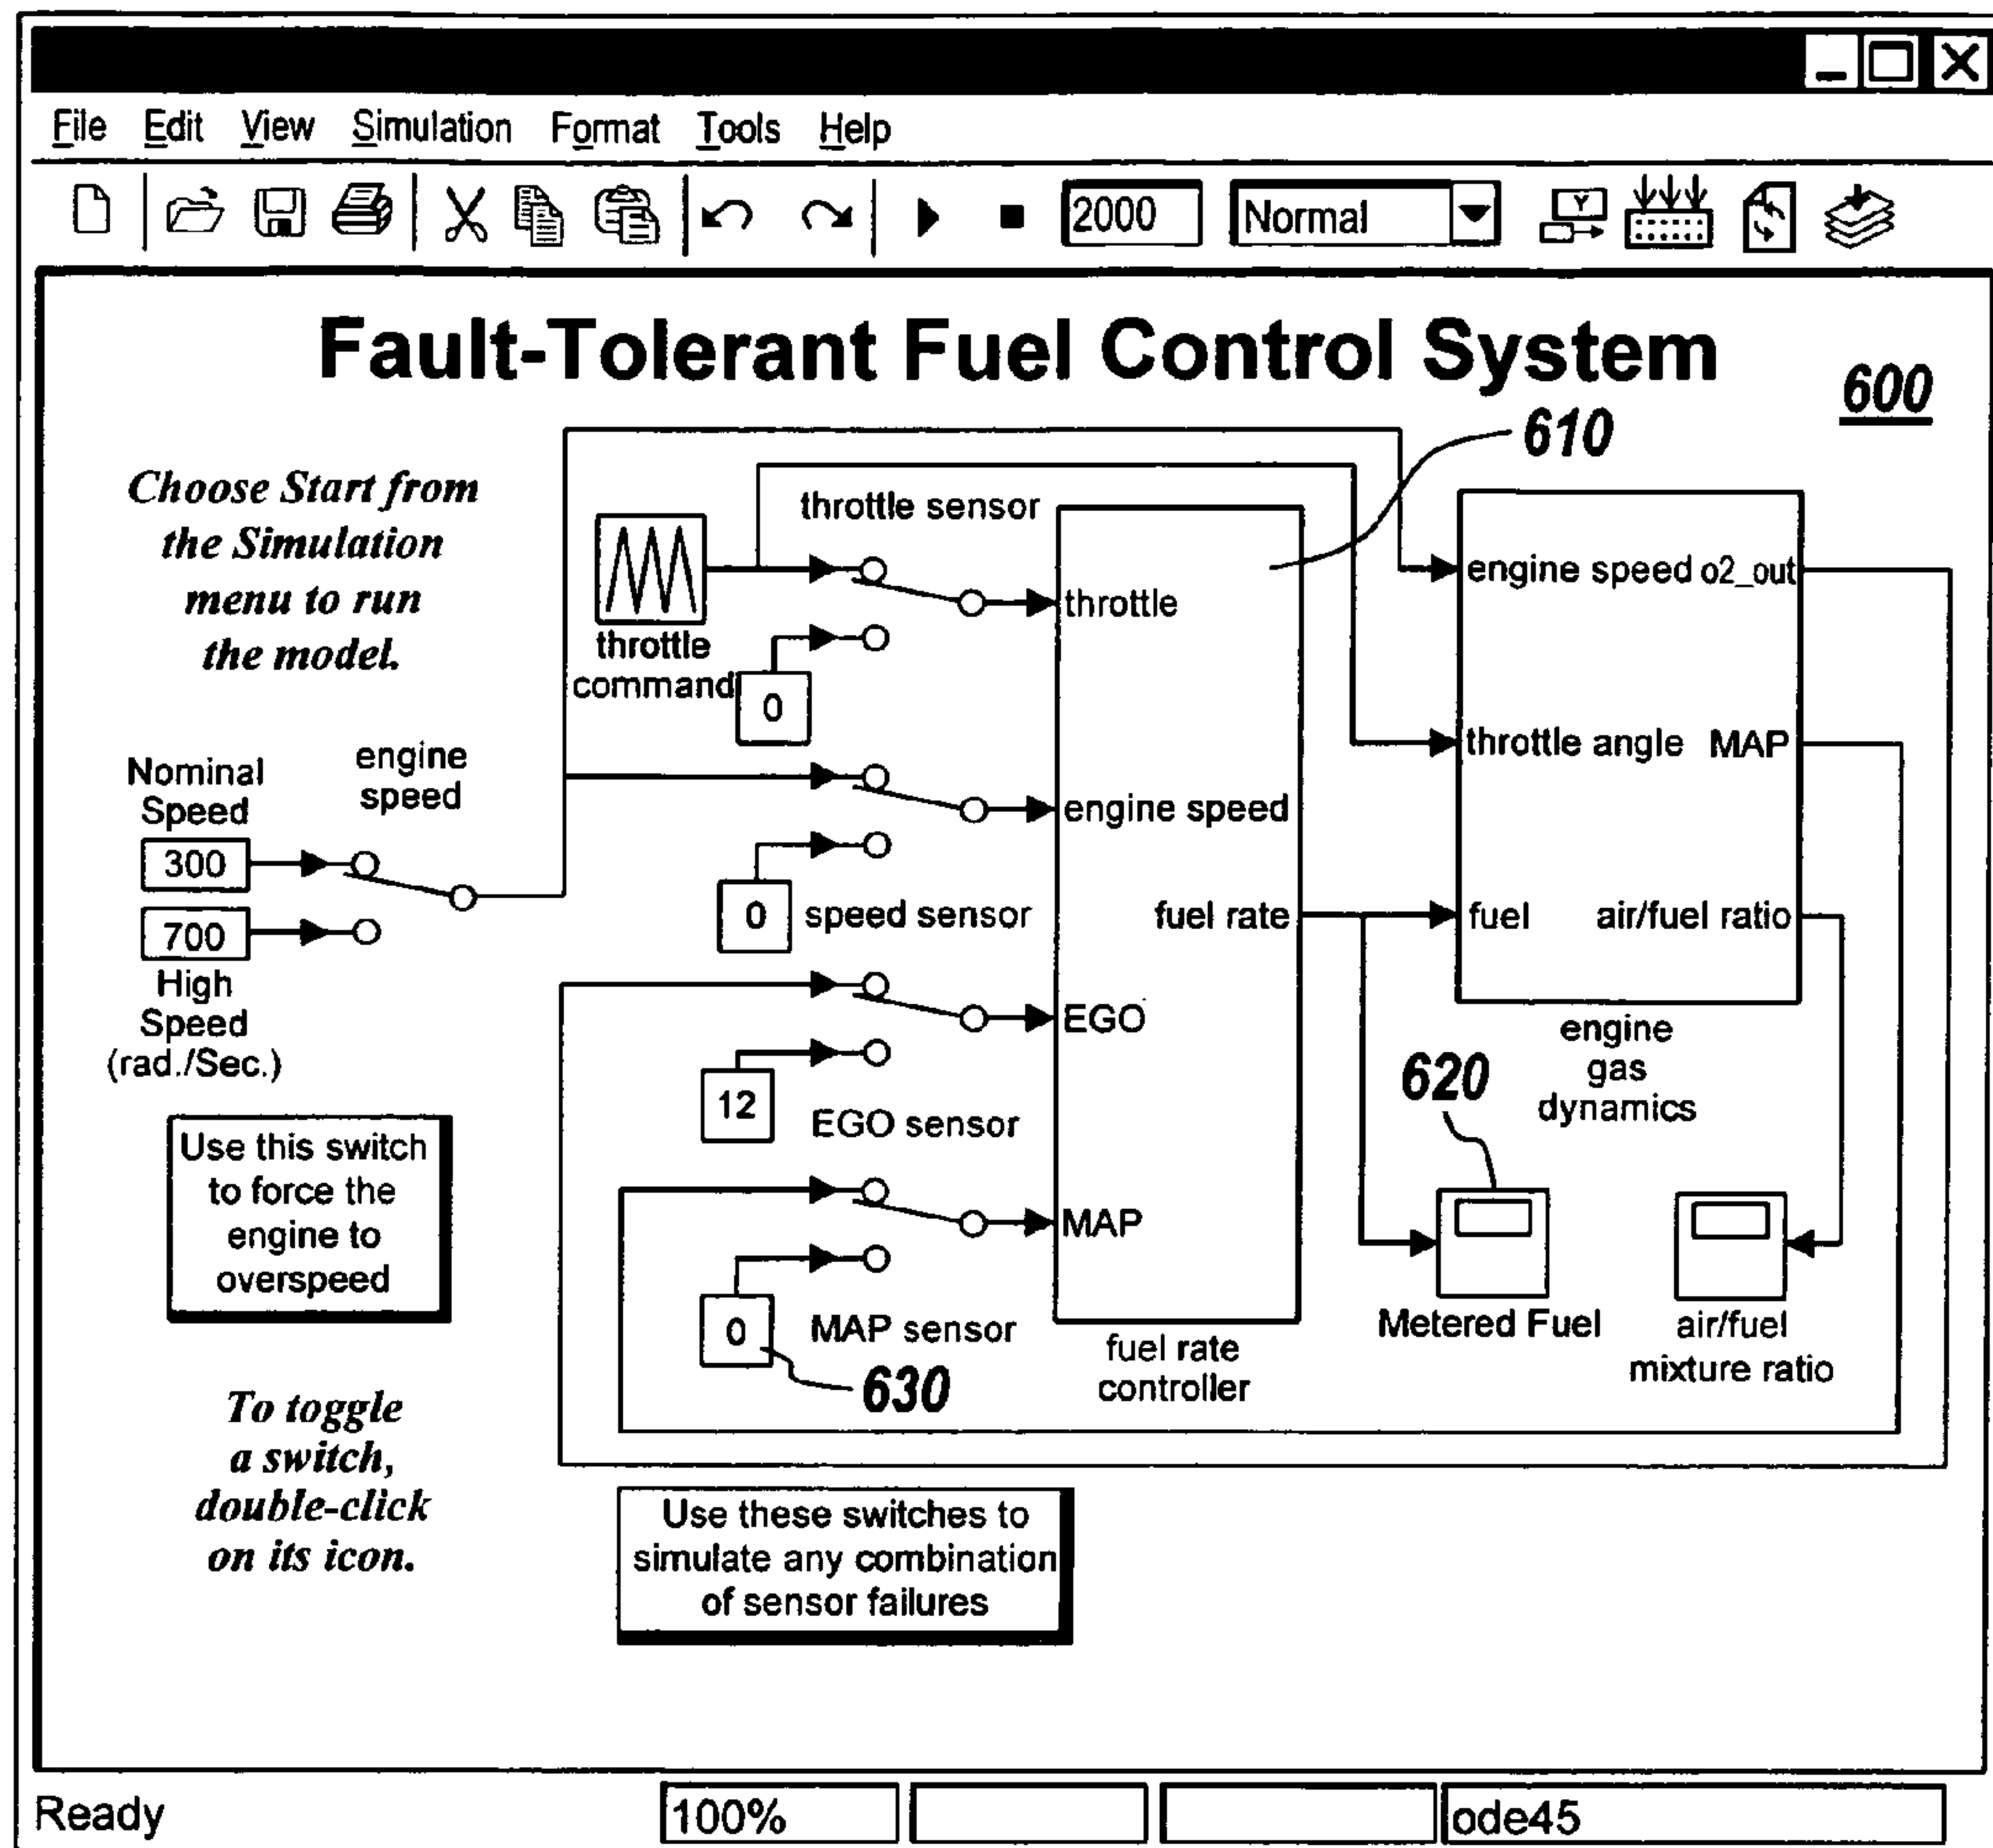 File Edit View Simulation Format Tools Help
2000 Normal
Fault-Tolerant Fuel Control System
600
610
Choose Start from
the Simulation
menu to run
the model.
throttle sensor
throttle
command
0
throttle
engine speed o2_out
throttle angle MAP
Nominal
Speed
300
700
High
Speed
(rad./Sec.)
engine
speed
engine speed
0
speed sensor
fuel rate
fuel air/fuel ratio
EGO
12
EGO sensor
engine
gas
dynamics
620
Use this switch
to force the
engine to
overspeed
MAP
0
MAP sensor
630
fuel rate
controller
Metered Fuel
air/fuel
mixture ratio
To toggle
a switch,
double-click
on its icon.
Use these switches to
simulate any combination
of sensor failures
Ready 100% ode45